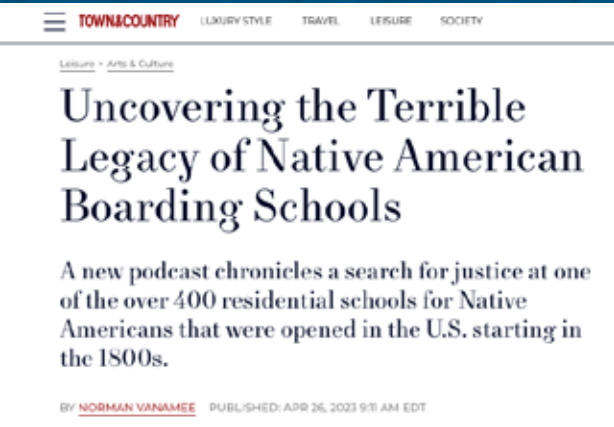 TOWN&COUNTRY LUXURY STYLE TRAVEL LEISURE SOCIETY
Leisure > Arts & Culture
Uncovering the Terrible
Legacy of Native American
Boarding Schools
A new podcast chronicles a search for justice at one
of the over 400 residential schools for Native
Americans that were opened in the U.S. starting in
the 1800s.
BY NORMAN VANAMEE PUBLISHED: APR 26, 2023 9:11 AM EDT